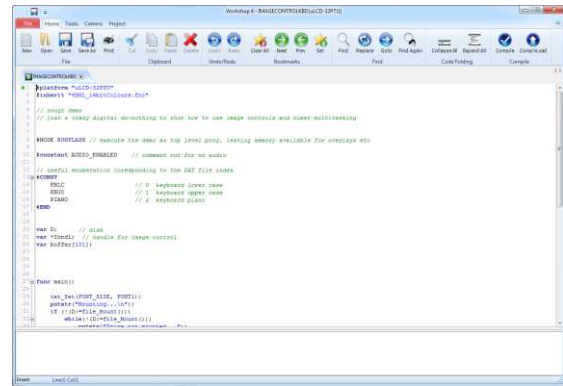 Workshop 4 - IMAGECONTROLKBD (uLCD-32PTU)
File Home Tools Comms Project
New Open Save Save As Print Cut Copy Paste Delete Undo Redo Clear All Next Prev Set Find Replace Goto Find Again Collapse All Expand All Compile Comp'nLoad
File Clipboard Undo/Redo Bookmarks Find Code Folding Compile
IMAGECONTROLKBD x
#platform "uLCD-32PTU"
#inherit "4DGL_16bitColours.fnc"
// rough demo
// just a crazy digital do-nothing to show how to use image controls and timer multitasking
#MODE RUNFLASH // execute the demo as top level prog, leaving memory available for overlays etc
#constant AUDIO_ENABLED // comment out for no audio
// useful enumeration coresponding to the DAT file index
#CONST
KBLC // 0 keyboard lower case
KBUC // 1 keyboard upper case
PIANO // 2 keyboard piano
#END
var D; // disk
var *Ihndl; // handle for image control
var buffer[101];
func main()
txt_Set(FONT_SIZE, FONT1);
putstr("Mounting...\n");
if (!(D:=file_Mount()))
while(!(D:=file_Mount()))
putstr("Drive not mounted...");
Insert Line:1 Col:1